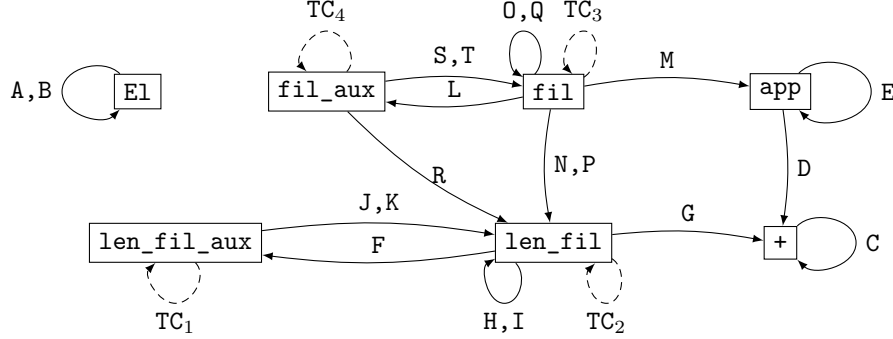 TC₄
O,Q
TC₃
S,T
M
A,B
El
fil_aux
L
fil
app
E
R
N,P
D
J,K
G
len_fil_aux
F
len_fil
+
C
TC₁
H,I
TC₂